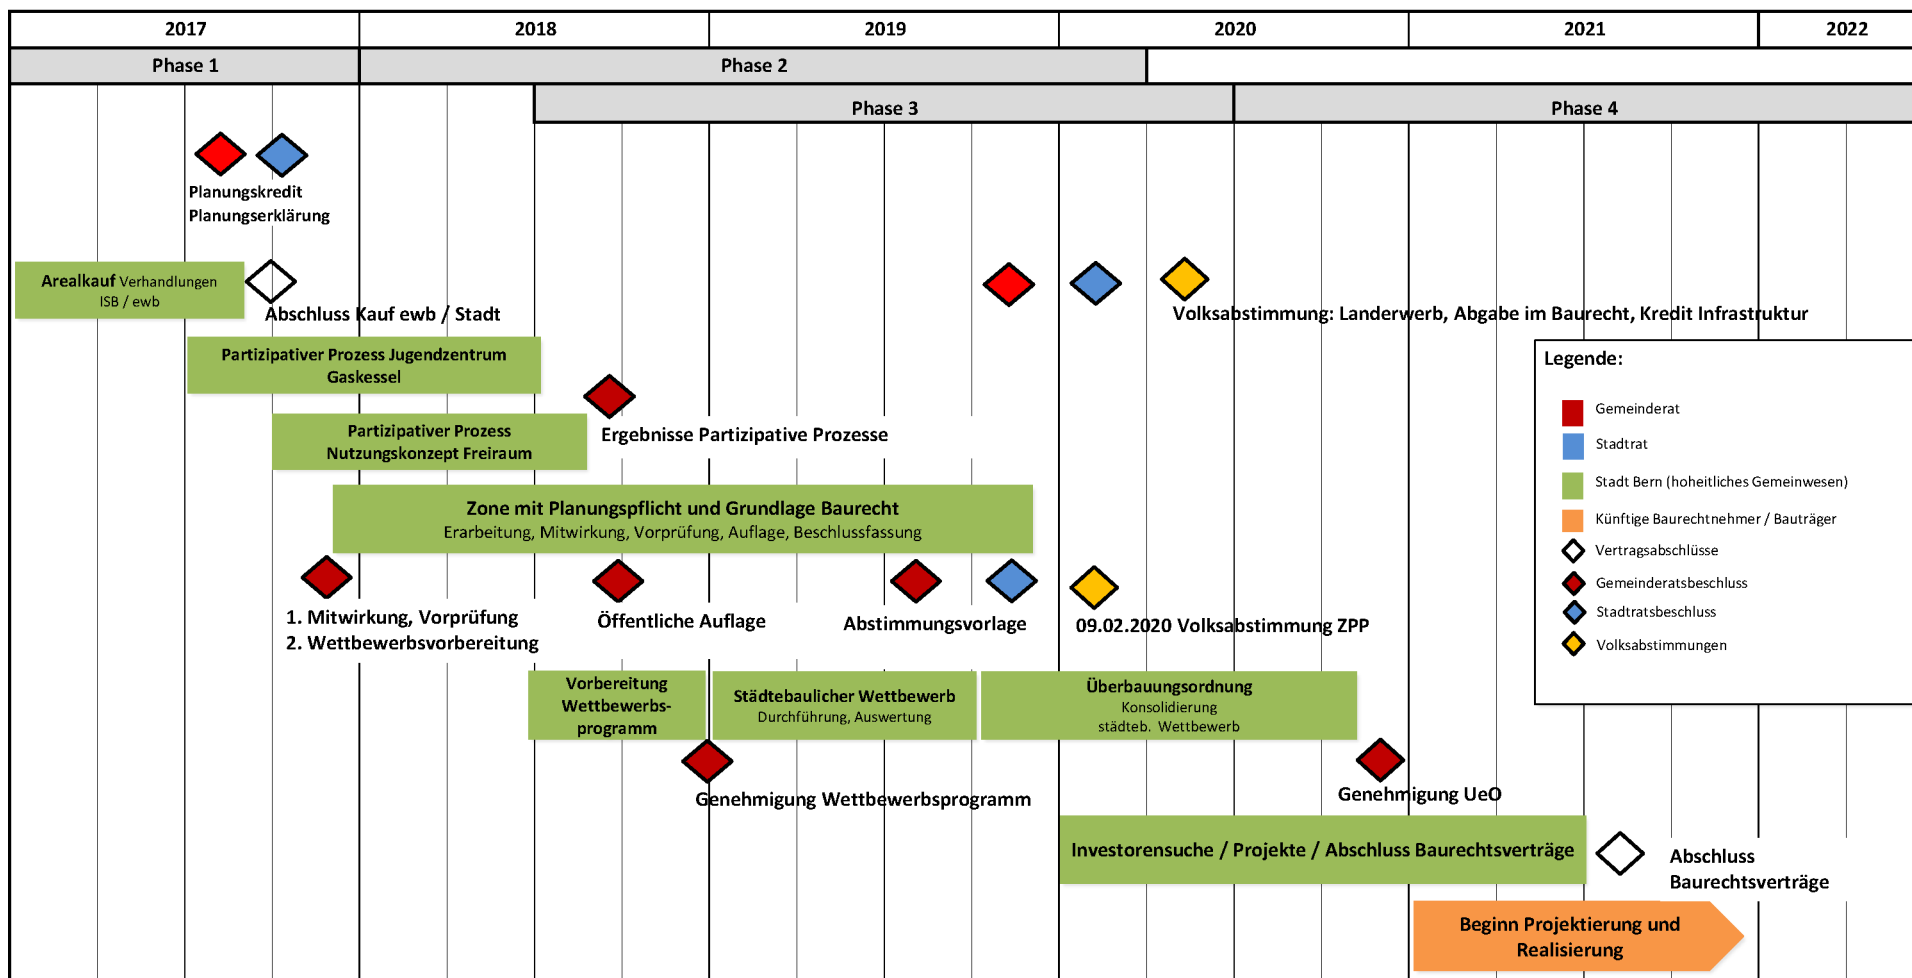 2017 2018 2019 2020 2021 2022
Phase 1 Phase 2
Phase 3 Phase 4
Planungskredit
Planungserklärung
Arealkauf Verhandlungen
ISB / ewb
Abschluss Kauf ewb / Stadt
Volksabstimmung: Landerwerb, Abgabe im Baurecht, Kredit Infrastruktur
Partizipativer Prozess Jugendzentrum
Gaskessel
Partizipativer Prozess
Nutzungskonzept Freiraum
Ergebnisse Partizipative Prozesse
Zone mit Planungspflicht und Grundlage Baurecht
Erarbeitung, Mitwirkung, Vorprüfung, Auflage, Beschlussfassung
1. Mitwirkung, Vorprüfung
2. Wettbewerbsvorbereitung
Öffentliche Auflage
Abstimmungsvorlage
09.02.2020 Volksabstimmung ZPP
Vorbereitung
Wettbewerbs-
programm
Städtebaulicher Wettbewerb
Durchführung, Auswertung
Überbauungsordnung
Konsolidierung
städteb. Wettbewerb
Genehmigung Wettbewerbsprogramm
Genehmigung UeO
Investorensuche / Projekte / Abschluss Baurechtsverträge
Abschluss
Baurechtsverträge
Beginn Projektierung und
Realisierung
Legende:
Gemeinderat
Stadtrat
Stadt Bern (hoheitliches Gemeinwesen)
Künftige Baurechtnehmer / Bauträger
Vertragsabschlüsse
Gemeinderatsbeschluss
Stadtratsbeschluss
Volksabstimmungen